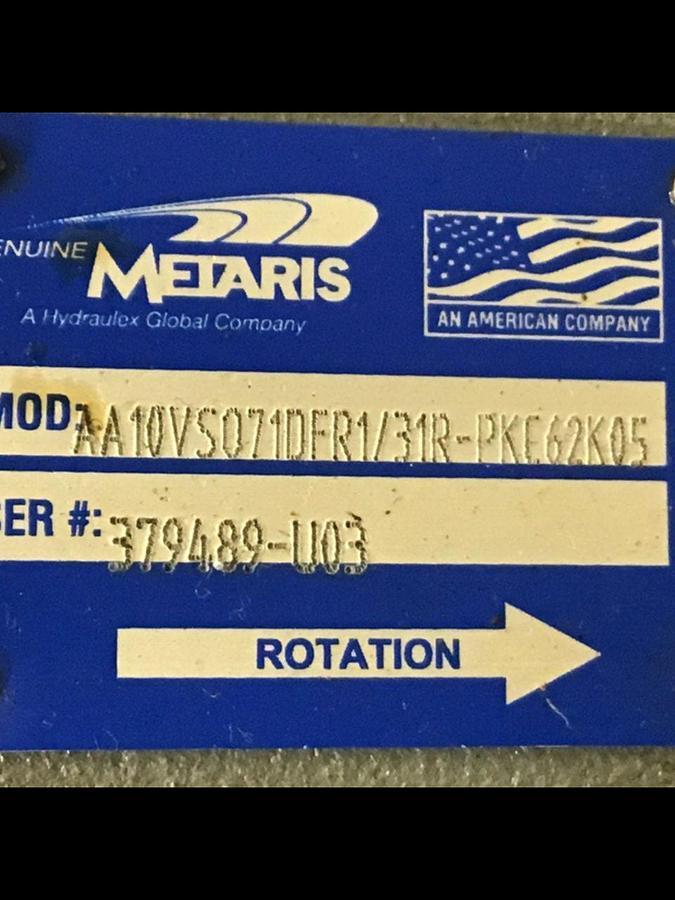 ENUINE METARIS
A Hydraulex Global Company
AN AMERICAN COMPANY
MOD: AA10VSO71DFR1/31R-PKC62K05
SER #: 379489-U03
ROTATION